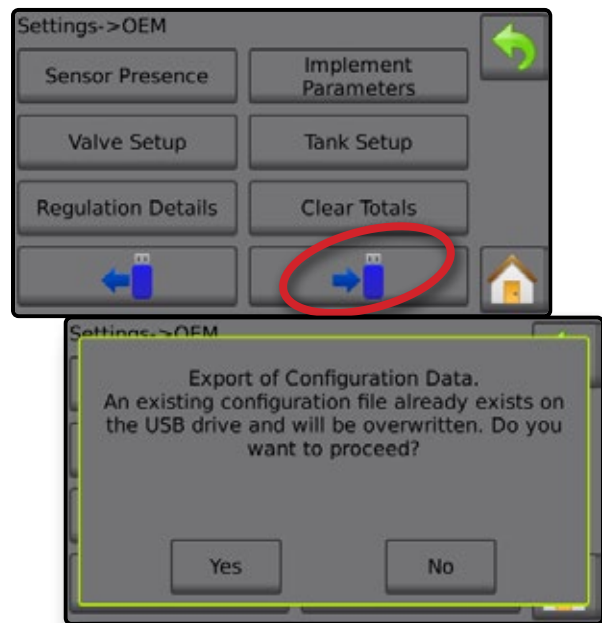 Settings->OEM
Sensor Presence
Implement
Parameters
Valve Setup
Tank Setup
Regulation Details
Clear Totals
Settings->OEM
Export of Configuration Data.
An existing configuration file already exists on
the USB drive and will be overwritten. Do you
want to proceed?
Yes
No